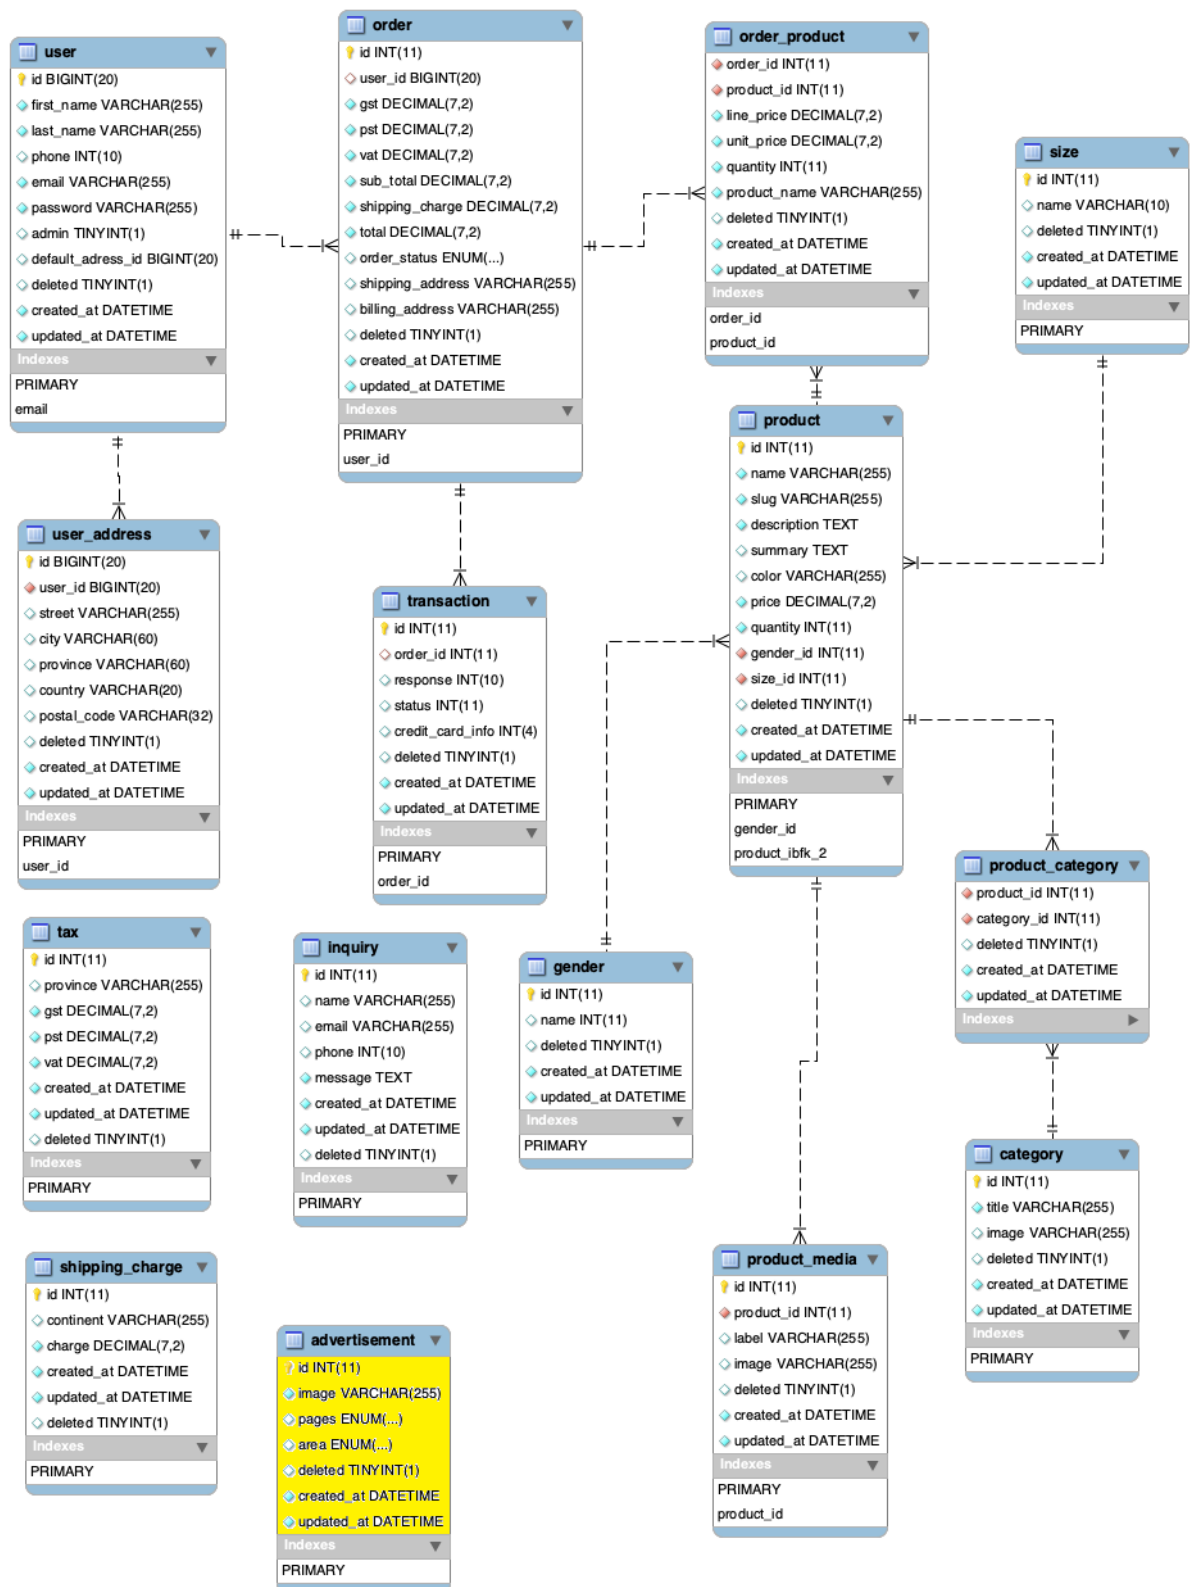 user
id BIGINT(20)
first_name VARCHAR(255)
last_name VARCHAR(255)
phone INT(10)
email VARCHAR(255)
password VARCHAR(255)
admin TINYINT(1)
default_adress_id BIGINT(20)
deleted TINYINT(1)
created_at DATETIME
updated_at DATETIME
Indexes
PRIMARY
email
order
id INT(11)
user_id BIGINT(20)
gst DECIMAL(7,2)
pst DECIMAL(7,2)
vat DECIMAL(7,2)
sub_total DECIMAL(7,2)
shipping_charge DECIMAL(7,2)
total DECIMAL(7,2)
order_status ENUM(...)
shipping_address VARCHAR(255)
billing_address VARCHAR(255)
deleted TINYINT(1)
created_at DATETIME
updated_at DATETIME
Indexes
PRIMARY
user_id
order_product
order_id INT(11)
product_id INT(11)
line_price DECIMAL(7,2)
unit_price DECIMAL(7,2)
quantity INT(11)
product_name VARCHAR(255)
deleted TINYINT(1)
created_at DATETIME
updated_at DATETIME
Indexes
order_id
product_id
size
id INT(11)
name VARCHAR(10)
deleted TINYINT(1)
created_at DATETIME
updated_at DATETIME
Indexes
PRIMARY
user_address
id BIGINT(20)
user_id BIGINT(20)
street VARCHAR(255)
city VARCHAR(60)
province VARCHAR(60)
country VARCHAR(20)
postal_code VARCHAR(32)
deleted TINYINT(1)
created_at DATETIME
updated_at DATETIME
Indexes
PRIMARY
user_id
transaction
id INT(11)
order_id INT(11)
response INT(10)
status INT(11)
credit_card_info INT(4)
deleted TINYINT(1)
created_at DATETIME
updated_at DATETIME
Indexes
PRIMARY
order_id
product
id INT(11)
name VARCHAR(255)
slug VARCHAR(255)
description TEXT
summary TEXT
color VARCHAR(255)
price DECIMAL(7,2)
quantity INT(11)
gender_id INT(11)
size_id INT(11)
deleted TINYINT(1)
created_at DATETIME
updated_at DATETIME
Indexes
PRIMARY
gender_id
product_ibfk_2
product_category
product_id INT(11)
category_id INT(11)
deleted TINYINT(1)
created_at DATETIME
updated_at DATETIME
Indexes
tax
id INT(11)
province VARCHAR(255)
gst DECIMAL(7,2)
pst DECIMAL(7,2)
vat DECIMAL(7,2)
created_at DATETIME
updated_at DATETIME
deleted TINYINT(1)
Indexes
PRIMARY
inquiry
id INT(11)
name VARCHAR(255)
email VARCHAR(255)
phone INT(10)
message TEXT
created_at DATETIME
updated_at DATETIME
deleted TINYINT(1)
Indexes
PRIMARY
gender
id INT(11)
name INT(11)
deleted TINYINT(1)
created_at DATETIME
updated_at DATETIME
Indexes
PRIMARY
category
id INT(11)
title VARCHAR(255)
image VARCHAR(255)
deleted TINYINT(1)
created_at DATETIME
updated_at DATETIME
Indexes
PRIMARY
shipping_charge
id INT(11)
continent VARCHAR(255)
charge DECIMAL(7,2)
created_at DATETIME
updated_at DATETIME
deleted TINYINT(1)
Indexes
PRIMARY
advertisement
id INT(11)
image VARCHAR(255)
pages ENUM(...)
area ENUM(...)
deleted TINYINT(1)
created_at DATETIME
updated_at DATETIME
Indexes
PRIMARY
product_media
id INT(11)
product_id INT(11)
label VARCHAR(255)
image VARCHAR(255)
deleted TINYINT(1)
created_at DATETIME
updated_at DATETIME
Indexes
PRIMARY
product_id